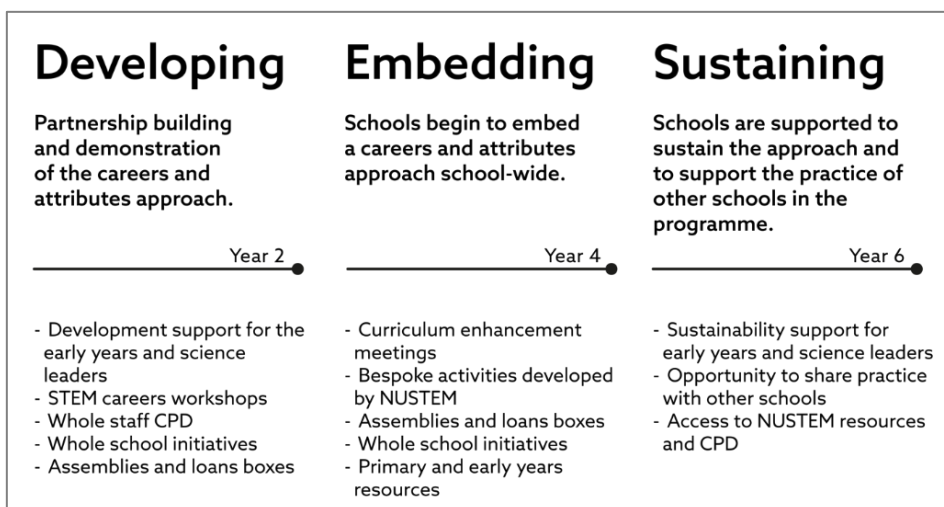 Developing
Partnership building
and demonstration
of the careers and
attributes approach.
Year 2
- Development support for the
early years and science
leaders
- STEM careers workshops
- Whole staff CPD
- Whole school initiatives
- Assemblies and loans boxes
Embedding
Schools begin to embed
a careers and attributes
approach school-wide.
Year 4
- Curriculum enhancement
meetings
- Bespoke activities developed
by NUSTEM
- Assemblies and loans boxes
- Whole school initiatives
- Primary and early years
resources
Sustaining
Schools are supported to
sustain the approach and
to support the practice of
other schools in the
programme.
Year 6
- Sustainability support for
early years and science leaders
- Opportunity to share practice
with other schools
- Access to NUSTEM resources
and CPD